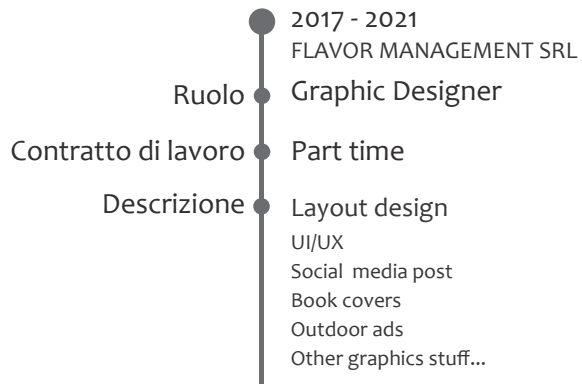 2017 - 2021
FLAVOR MANAGEMENT SRL
Ruolo Graphic Designer
Contratto di lavoro Part time
Descrizione Layout design
UI/UX
Social media post
Book covers
Outdoor ads
Other graphics stuff...